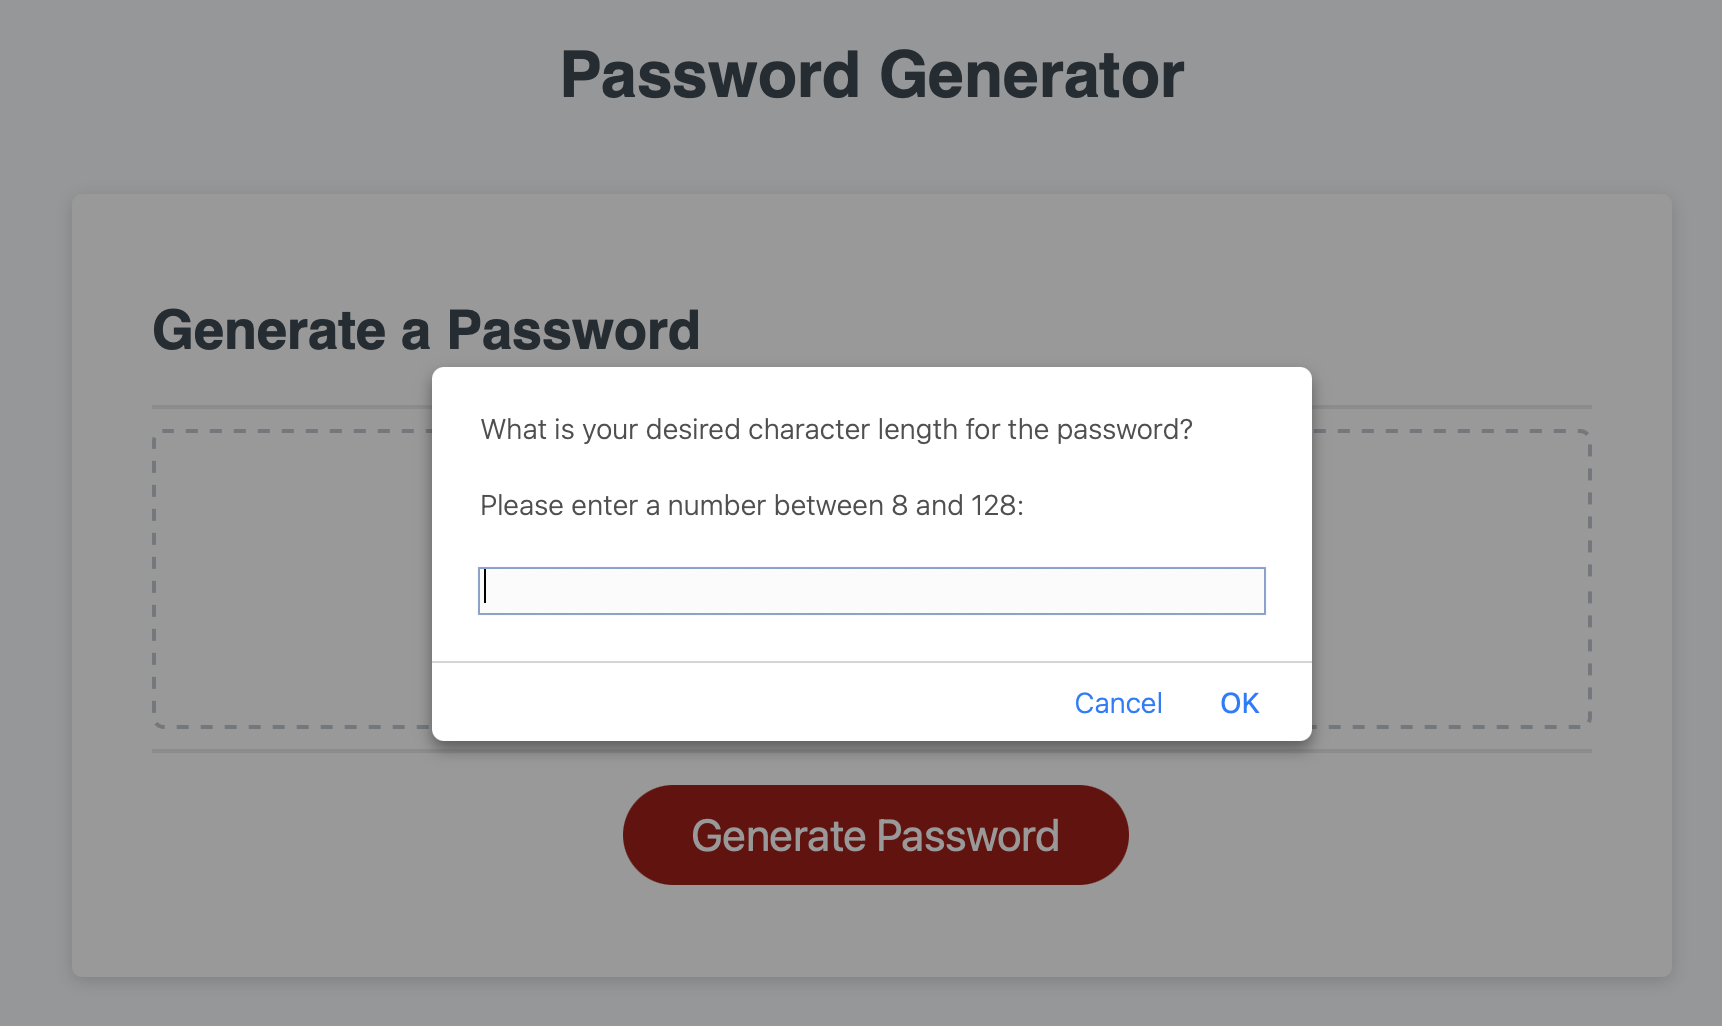 Password Generator
Generate a Password
What is your desired character length for the password?
Please enter a number between 8 and 128:
Cancel OK
Generate Password